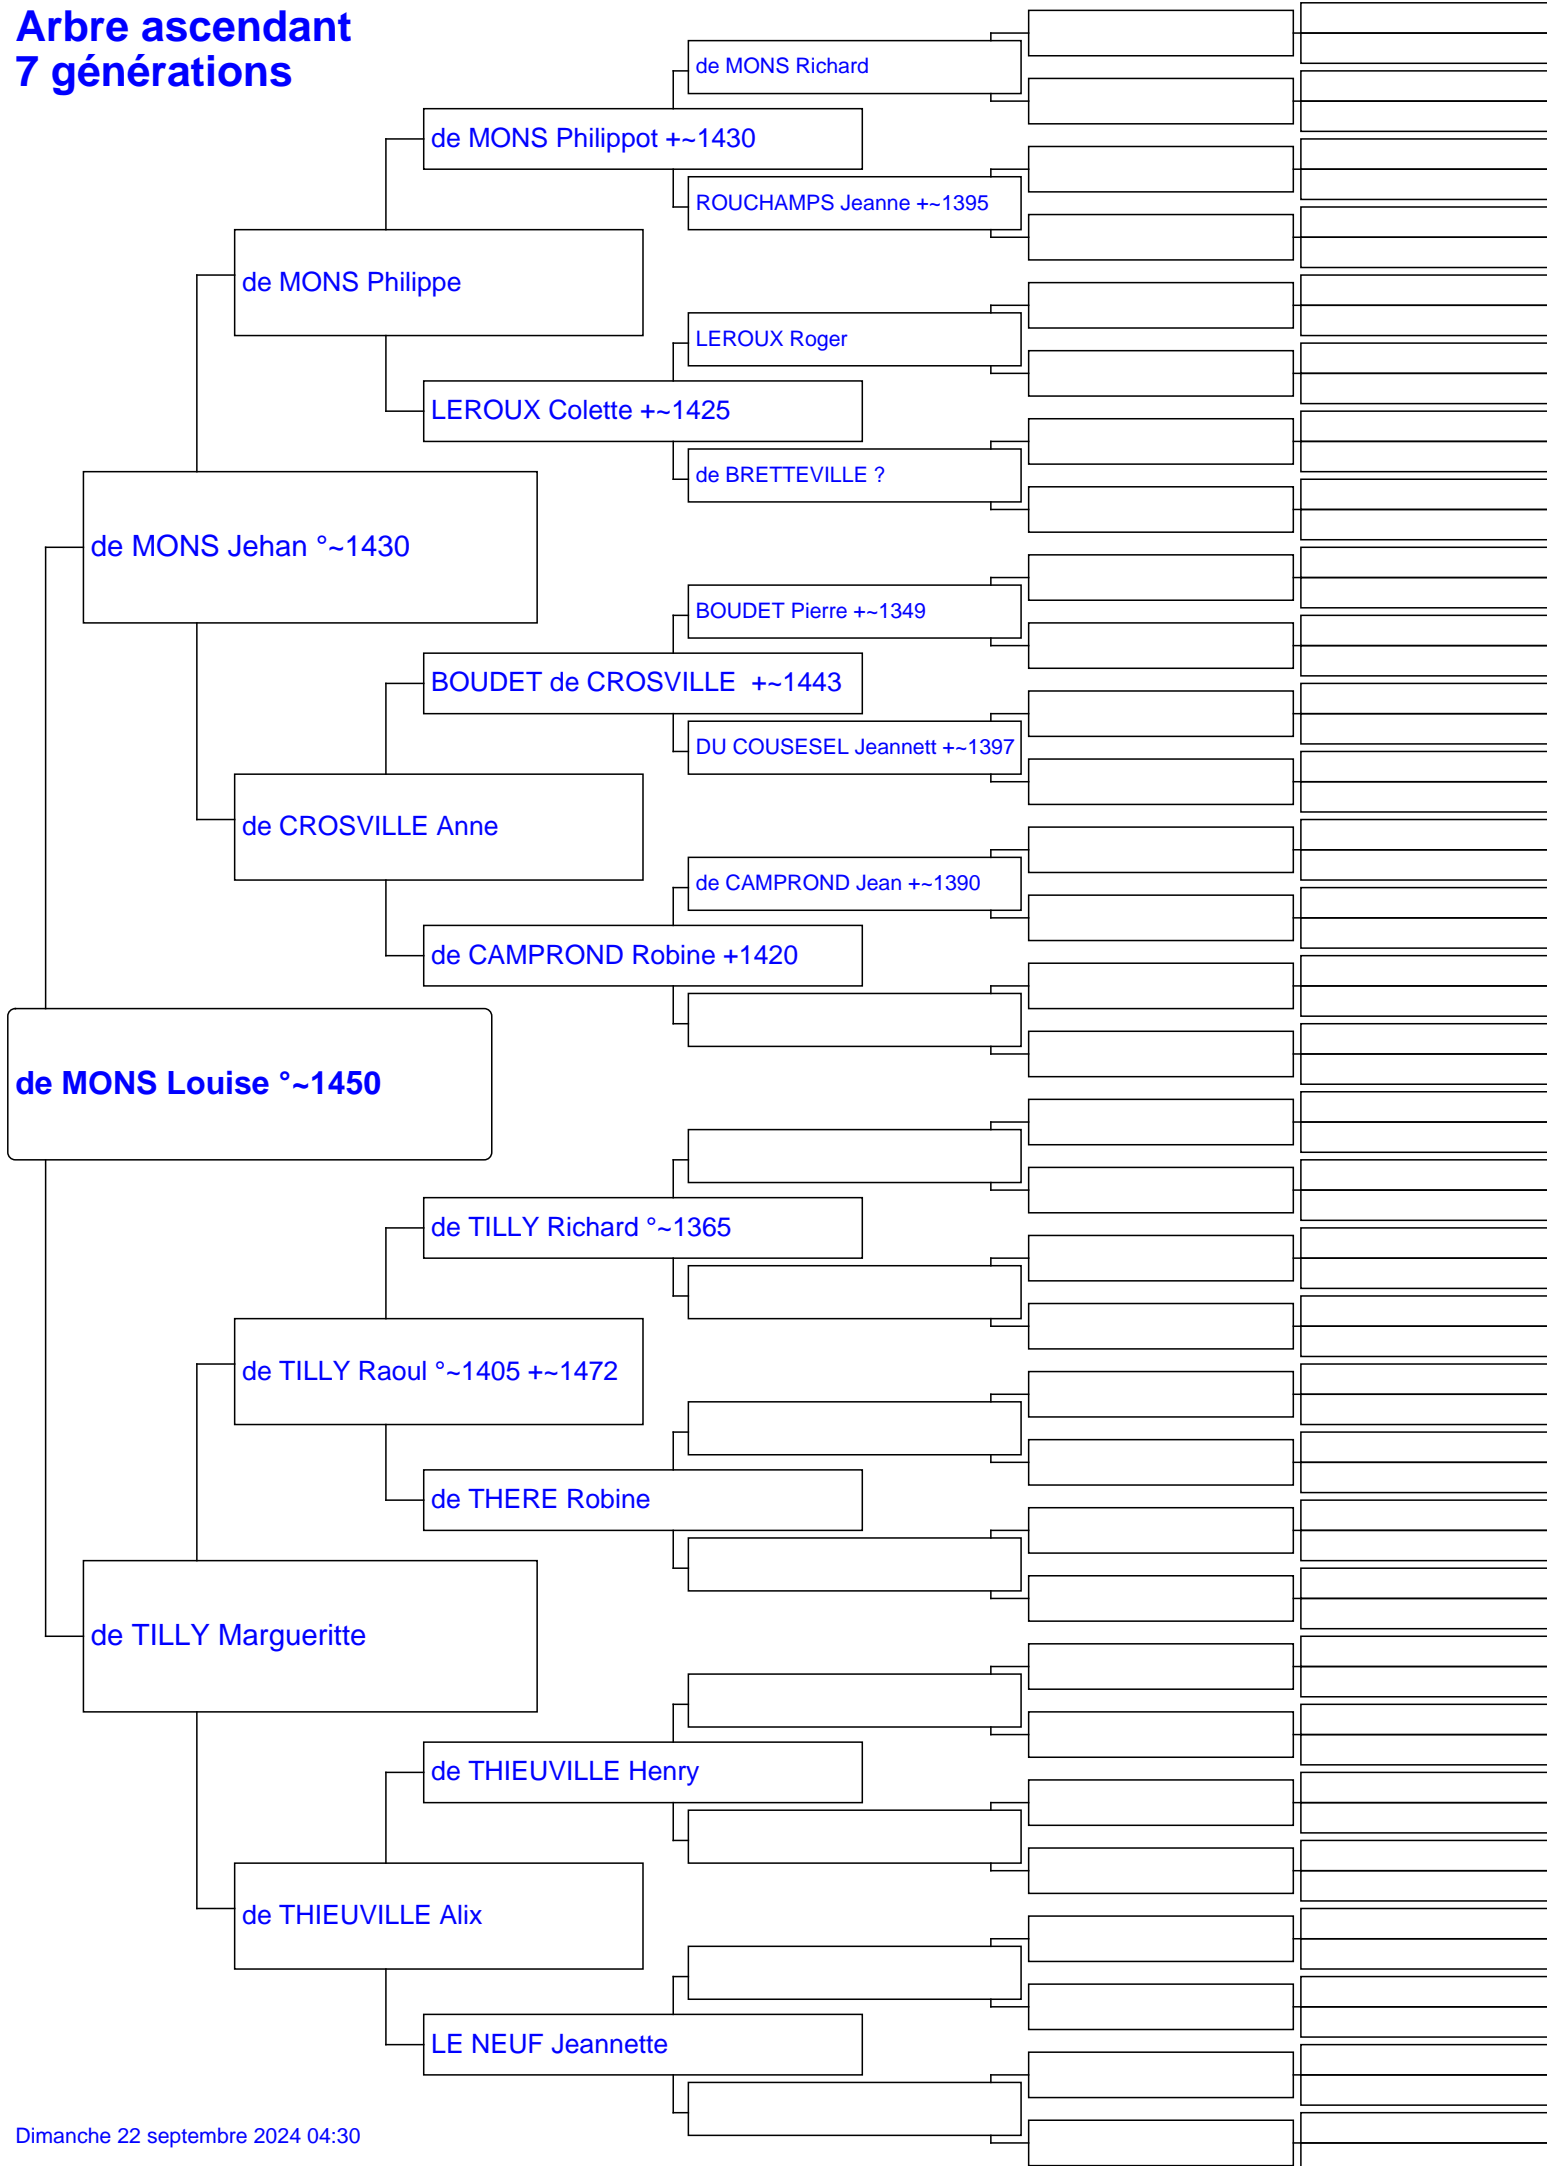 Arbre ascendant
7 générations
de MONS Richard
de MONS Philippot +~1430
ROUCHAMPS Jeanne +~1395
de MONS Philippe
LEROUX Roger
LEROUX Colette +~1425
de BRETTEVILLE ?
de MONS Jehan °~1430
BOUDET Pierre +~1349
BOUDET de CROSVILLE  +~1443
DU COUSESEL Jeannett +~1397
de CROSVILLE Anne
de CAMPROND Jean +~1390
de CAMPROND Robine +1420
de MONS Louise °~1450
de TILLY Richard °~1365
de TILLY Raoul °~1405 +~1472
de THERE Robine
de TILLY Margueritte
de THIEUVILLE Henry
de THIEUVILLE Alix
LE NEUF Jeannette
Dimanche 22 septembre 2024 04:30